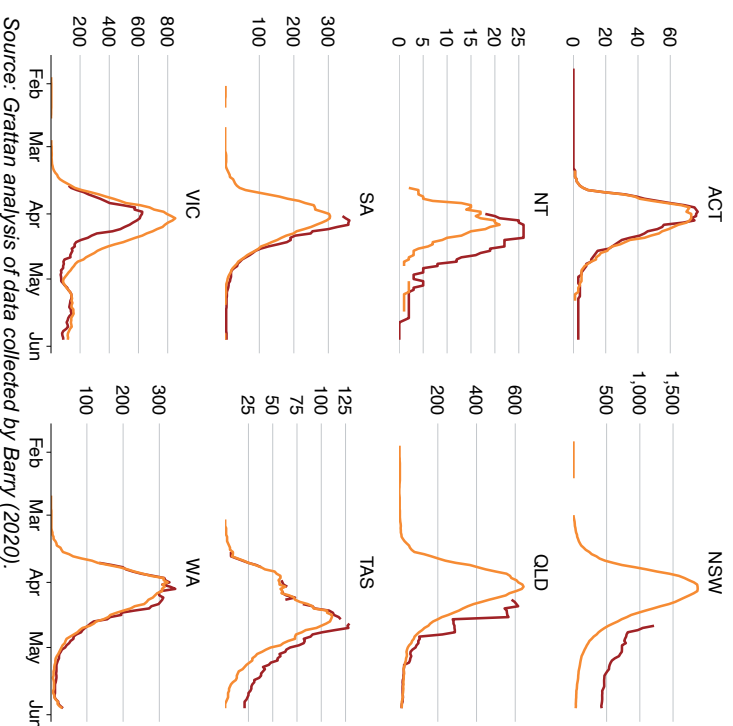 ACT
60
40
20
0
NSW
1,500
1,000
500
NT
25
20
15
10
5
0
QLD
600
400
200
SA
300
200
100
TAS
125
100
75
50
25
VIC
800
600
400
200
Feb Mar Apr May Jun
WA
300
200
100
Feb Mar Apr May Jun
Source: Grattan analysis of data collected by Barry (2020).